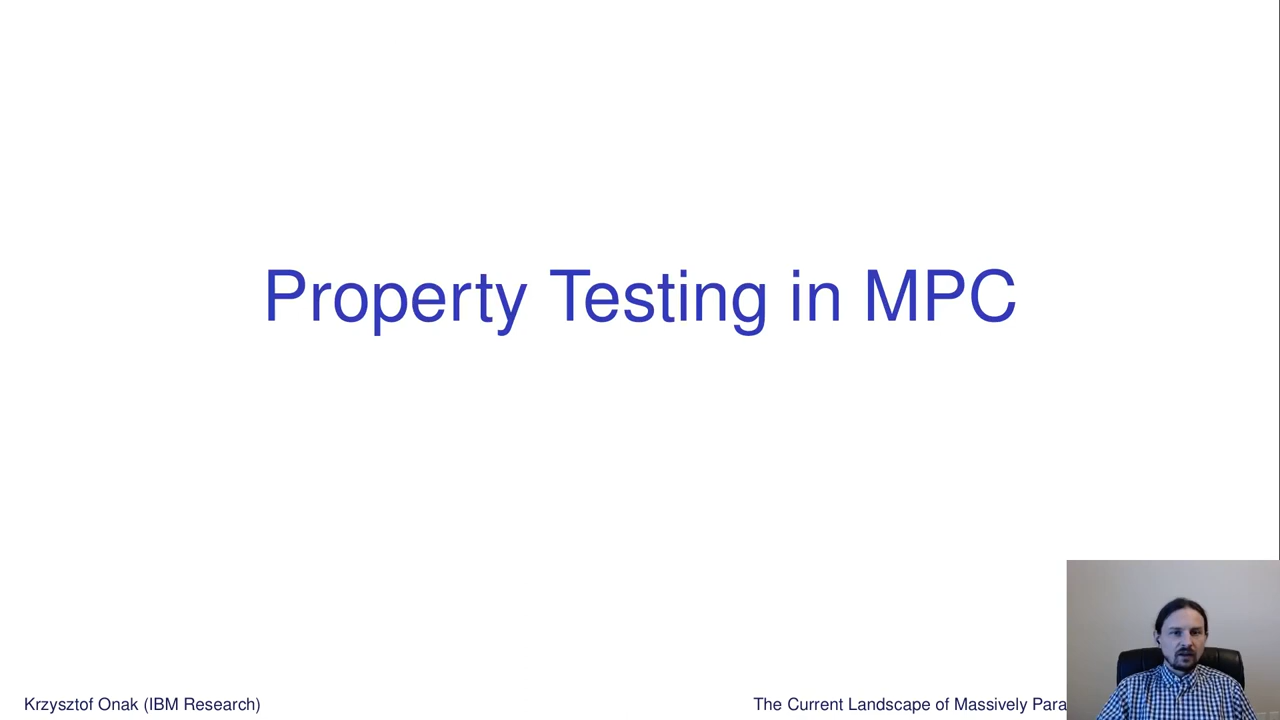 Property Testing in MPC
Krzysztof Onak (IBM Research)
The Current Landscape of Massively Para